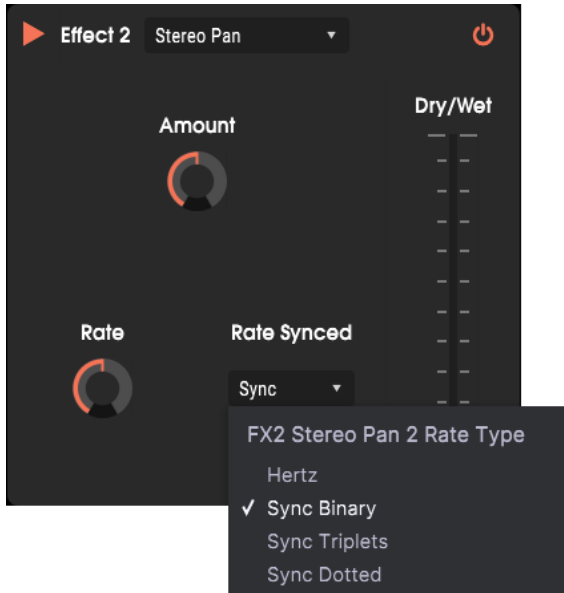 Effect 2 Stereo Pan
Dry/Wet
Amount
Rate Rate Synced
Sync
FX2 Stereo Pan 2 Rate Type
Hertz
✓ Sync Binary
Sync Triplets
Sync Dotted